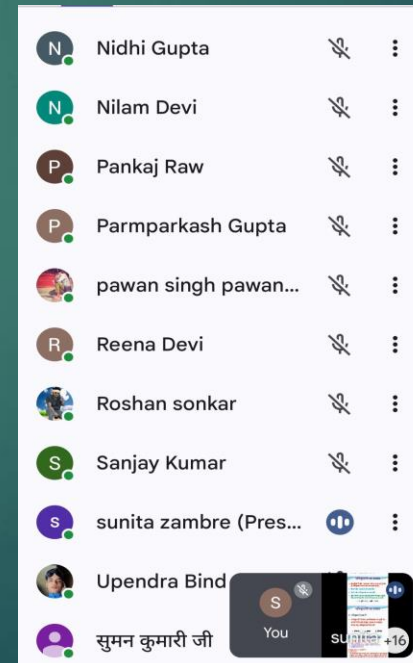 N Nidhi Gupta
N Nilam Devi
P Pankaj Raw
P Parmparkash Gupta
pawan singh pawan...
R Reena Devi
Roshan sonkar
S Sanjay Kumar
s sunita zambre (Pres...
Upendra Bind
S
You
sunita
+16
सुमन कुमारी जी